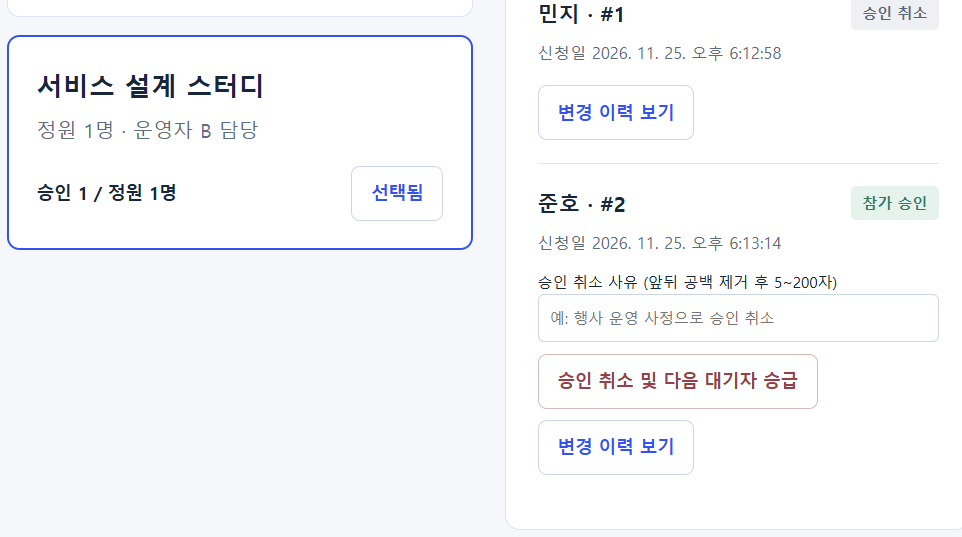 서비스 설계 스터디
정원 1명 · 운영자 B 담당
승인 1 / 정원 1명
선택됨
민지 · #1
승인 취소
신청일 2026. 11. 25. 오후 6:12:58
변경 이력 보기
준호 · #2
참가 승인
신청일 2026. 11. 25. 오후 6:13:14
승인 취소 사유 (앞뒤 공백 제거 후 5~200자)
예: 행사 운영 사정으로 승인 취소
승인 취소 및 다음 대기자 승급
변경 이력 보기